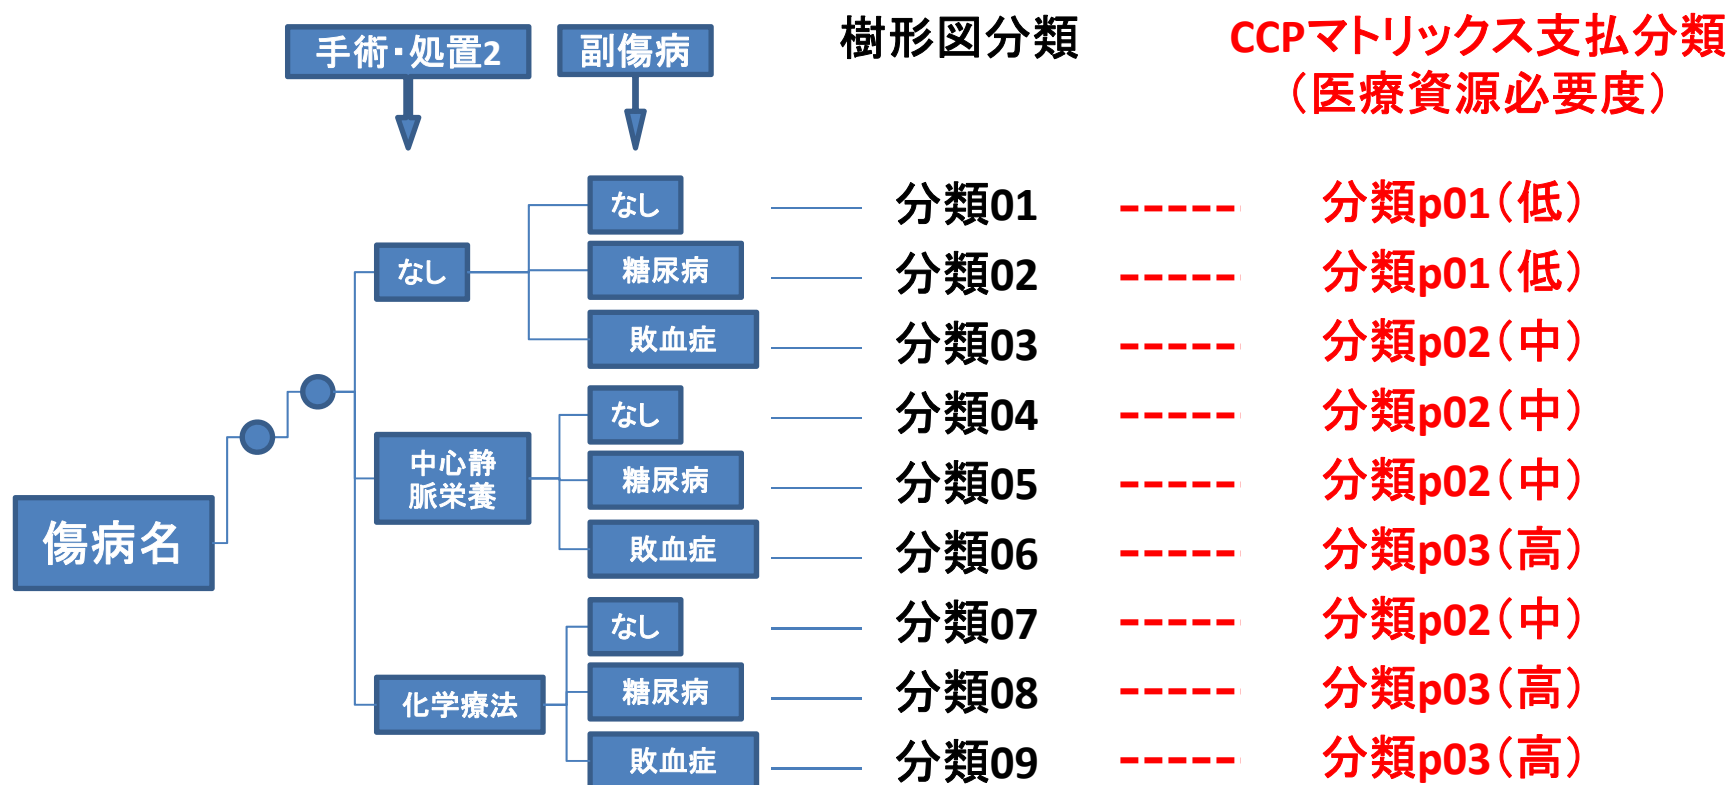 手術・処置2
副傷病
樹形図分類
CCPマトリックス支払分類
（医療資源必要度）
なし
分類01
分類p01（低）
なし
糖尿病
分類02
分類p01（低）
敗血症
分類03
分類p02（中）
なし
分類04
分類p02（中）
中心静
脈栄養
糖尿病
分類05
分類p02（中）
傷病名
敗血症
分類06
分類p03（高）
なし
分類07
分類p02（中）
化学療法
糖尿病
分類08
分類p03（高）
敗血症
分類09
分類p03（高）